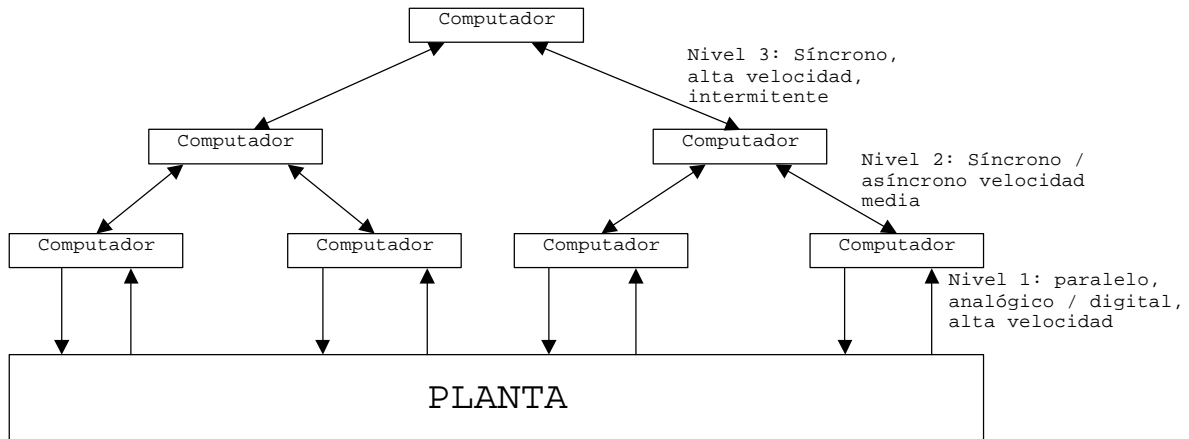 Computador
Nivel 3: Síncrono,
alta velocidad,
intermitente
Computador
Computador
Nivel 2: Síncrono /
asíncrono velocidad
media
Computador
Computador
Computador
Computador
Nivel 1: paralelo,
analógico / digital,
alta velocidad
PLANTA